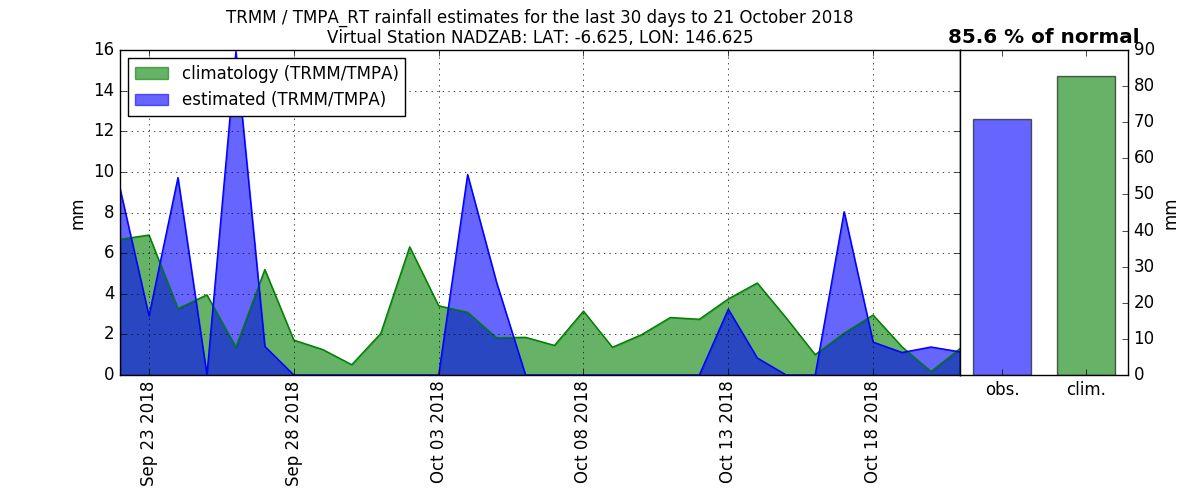 TRMM / TMPA_RT rainfall estimates for the last 30 days to 21 October 2018
Virtual Station NADZAB: LAT: -6.625, LON: 146.625
85.6 % of normal
climatology (TRMM/TMPA)
estimated (TRMM/TMPA)
mm
16
14
12
10
8
6
4
2
0
Sep 23 2018
Sep 28 2018
Oct 03 2018
Oct 08 2018
Oct 13 2018
Oct 18 2018
obs.
clim.
90
80
70
60
50
40
30
20
10
0
mm